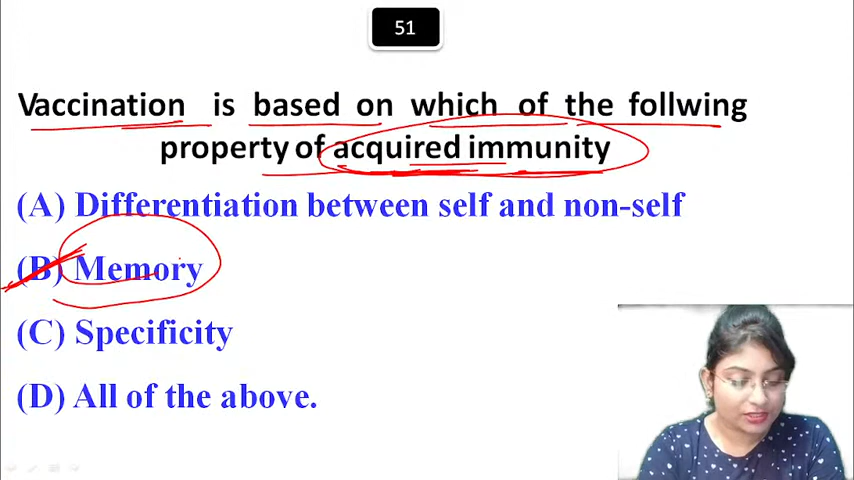 51
Vaccination is based on which of the follwing
property of acquired immunity
(A) Differentiation between self and non-self
(B) Memory
(C) Specificity
(D) All of the above.